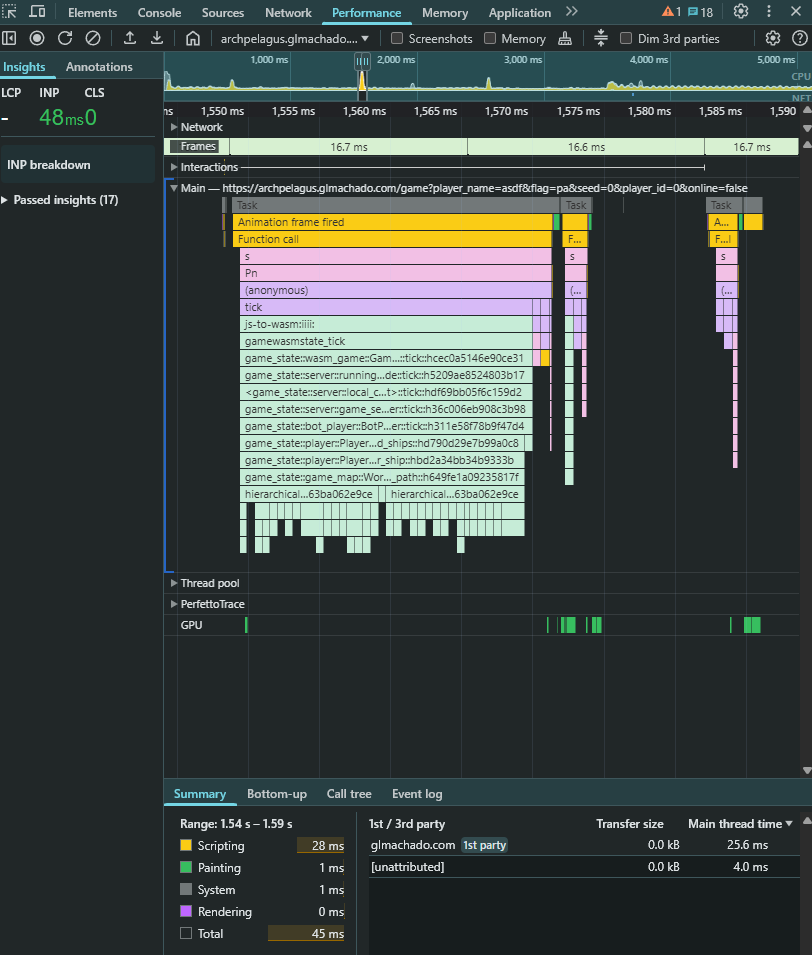 Elements Console Sources Network Performance Memory Application 1 18
archpelagus.glmachado.... Screenshots Memory Dim 3rd parties
Insights Annotations
LCP INP CLS
- 48ms 0
INP breakdown
Passed insights (17)
1,000 ms 2,000 ms 3,000 ms 4,000 ms 5,000 ms
CPU
NET
ms 1,550 ms 1,555 ms 1,560 ms 1,565 ms 1,570 ms 1,575 ms 1,580 ms 1,585 ms 1,590
Network
Frames 16.7 ms 16.6 ms 16.7 ms
Interactions
Main — https://archpelagus.glmachado.com/game?player_name=asdf&flag=pa&seed=0&player_id=0&online=false
Task Task Task
Animation frame fired A...
Function call F... F...l
s s s
Pn
(anonymous) (... (...
tick
js-to-wasm:iiii:
gamewasmstate_tick
game_state::wasm_game::Gam...::tick::hcec0a5146e90ce31
game_state::server::running...de::tick::h5209ae8524803b17
<game_state::server::local_c...t>::tick::hdf69bb05f6c159d2
game_state::server::game_se...er::tick::h36c006eb908c3b98
game_state::bot_player::BotP...er::tick::h311e58f78b9f47d4
game_state::player::Player...d_ships::hd790d29e7b99a0c8
game_state::player::Player...r_ship::hbd2a34bb34b9333b
game_state::game_map::Wor..._path::h649fe1a09235817f
hierarchical...63ba062e9ce hierarchical...63ba062e9ce
Thread pool
PerfettoTrace
GPU
Summary Bottom-up Call tree Event log
Range: 1.54 s – 1.59 s
Scripting 28 ms
Painting 1 ms
System 1 ms
Rendering 0 ms
Total 45 ms
1st / 3rd party Transfer size Main thread time
glmachado.com 1st party 0.0 kB 25.6 ms
[unattributed] 0.0 kB 4.0 ms